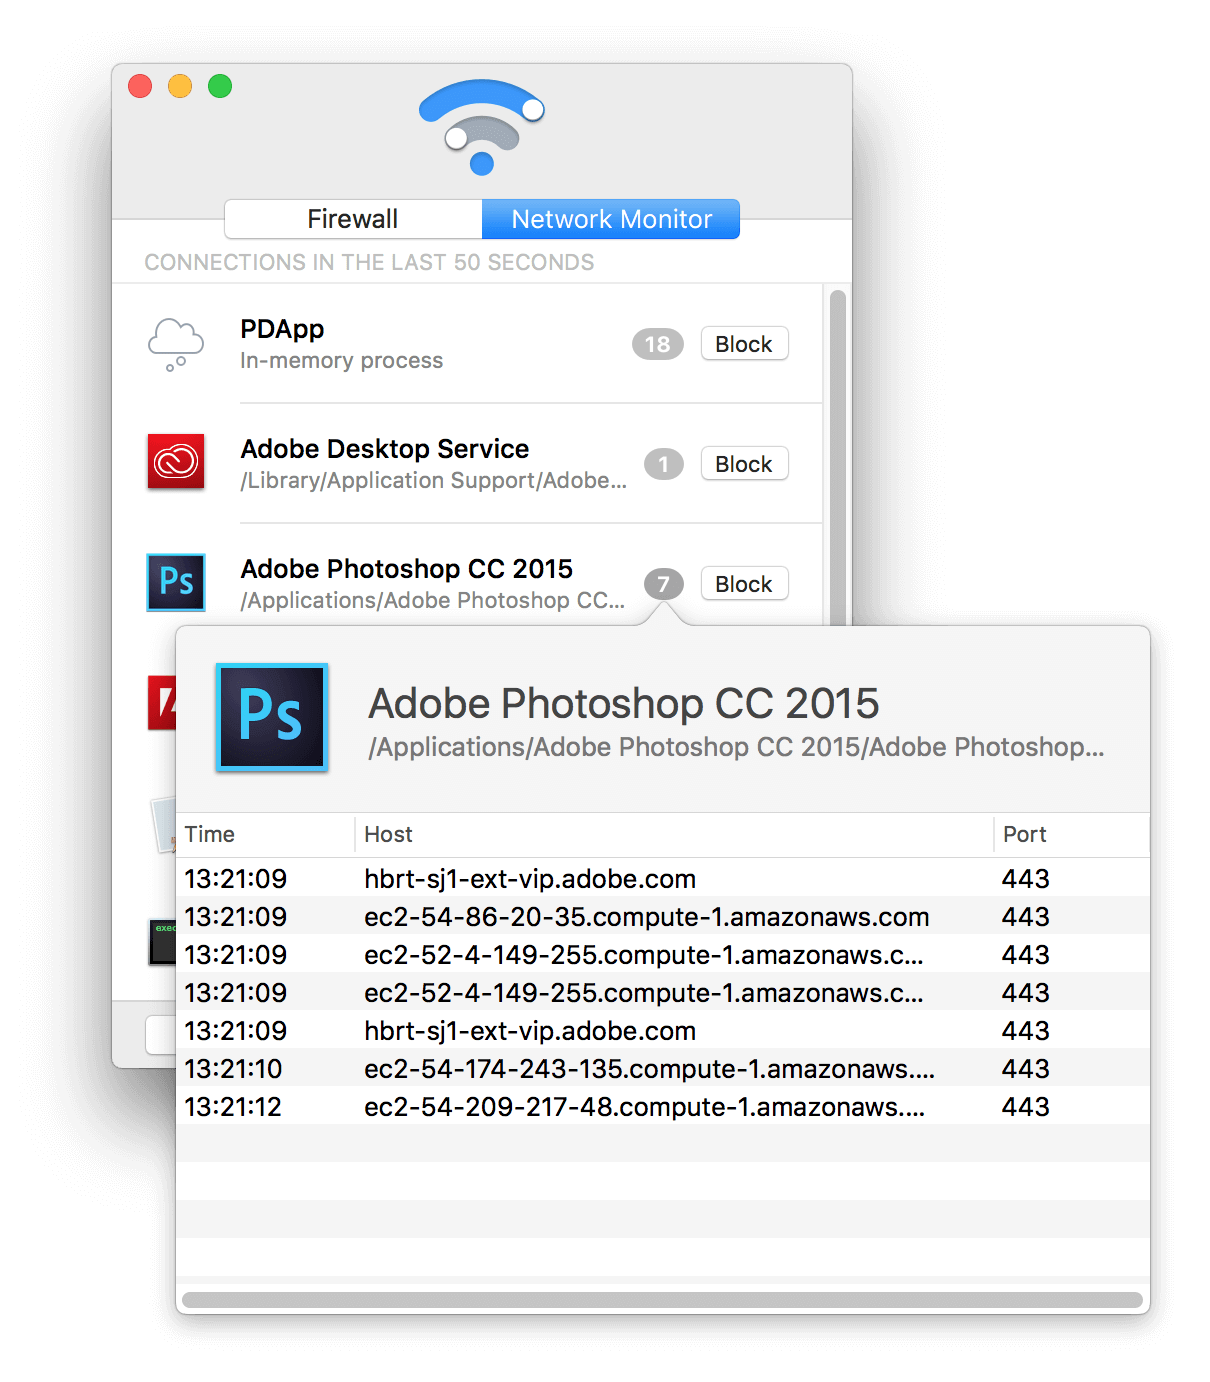 Firewall
Network Monitor
CONNECTIONS IN THE LAST 50 SECONDS
PDApp
In-memory process
18
Block
Adobe Desktop Service
/Library/Application Support/Adobe...
1
Block
Ps
Adobe Photoshop CC 2015
/Applications/Adobe Photoshop CC...
7
Block
Ps
Adobe Photoshop CC 2015
/Applications/Adobe Photoshop CC 2015/Adobe Photoshop...
Time Host Port
13:21:09 hbrt-sj1-ext-vip.adobe.com 443
13:21:09 ec2-54-86-20-35.compute-1.amazonaws.com 443
13:21:09 ec2-52-4-149-255.compute-1.amazonaws.c... 443
13:21:09 ec2-52-4-149-255.compute-1.amazonaws.c... 443
13:21:09 hbrt-sj1-ext-vip.adobe.com 443
13:21:10 ec2-54-174-243-135.compute-1.amazonaws.... 443
13:21:12 ec2-54-209-217-48.compute-1.amazonaws.... 443